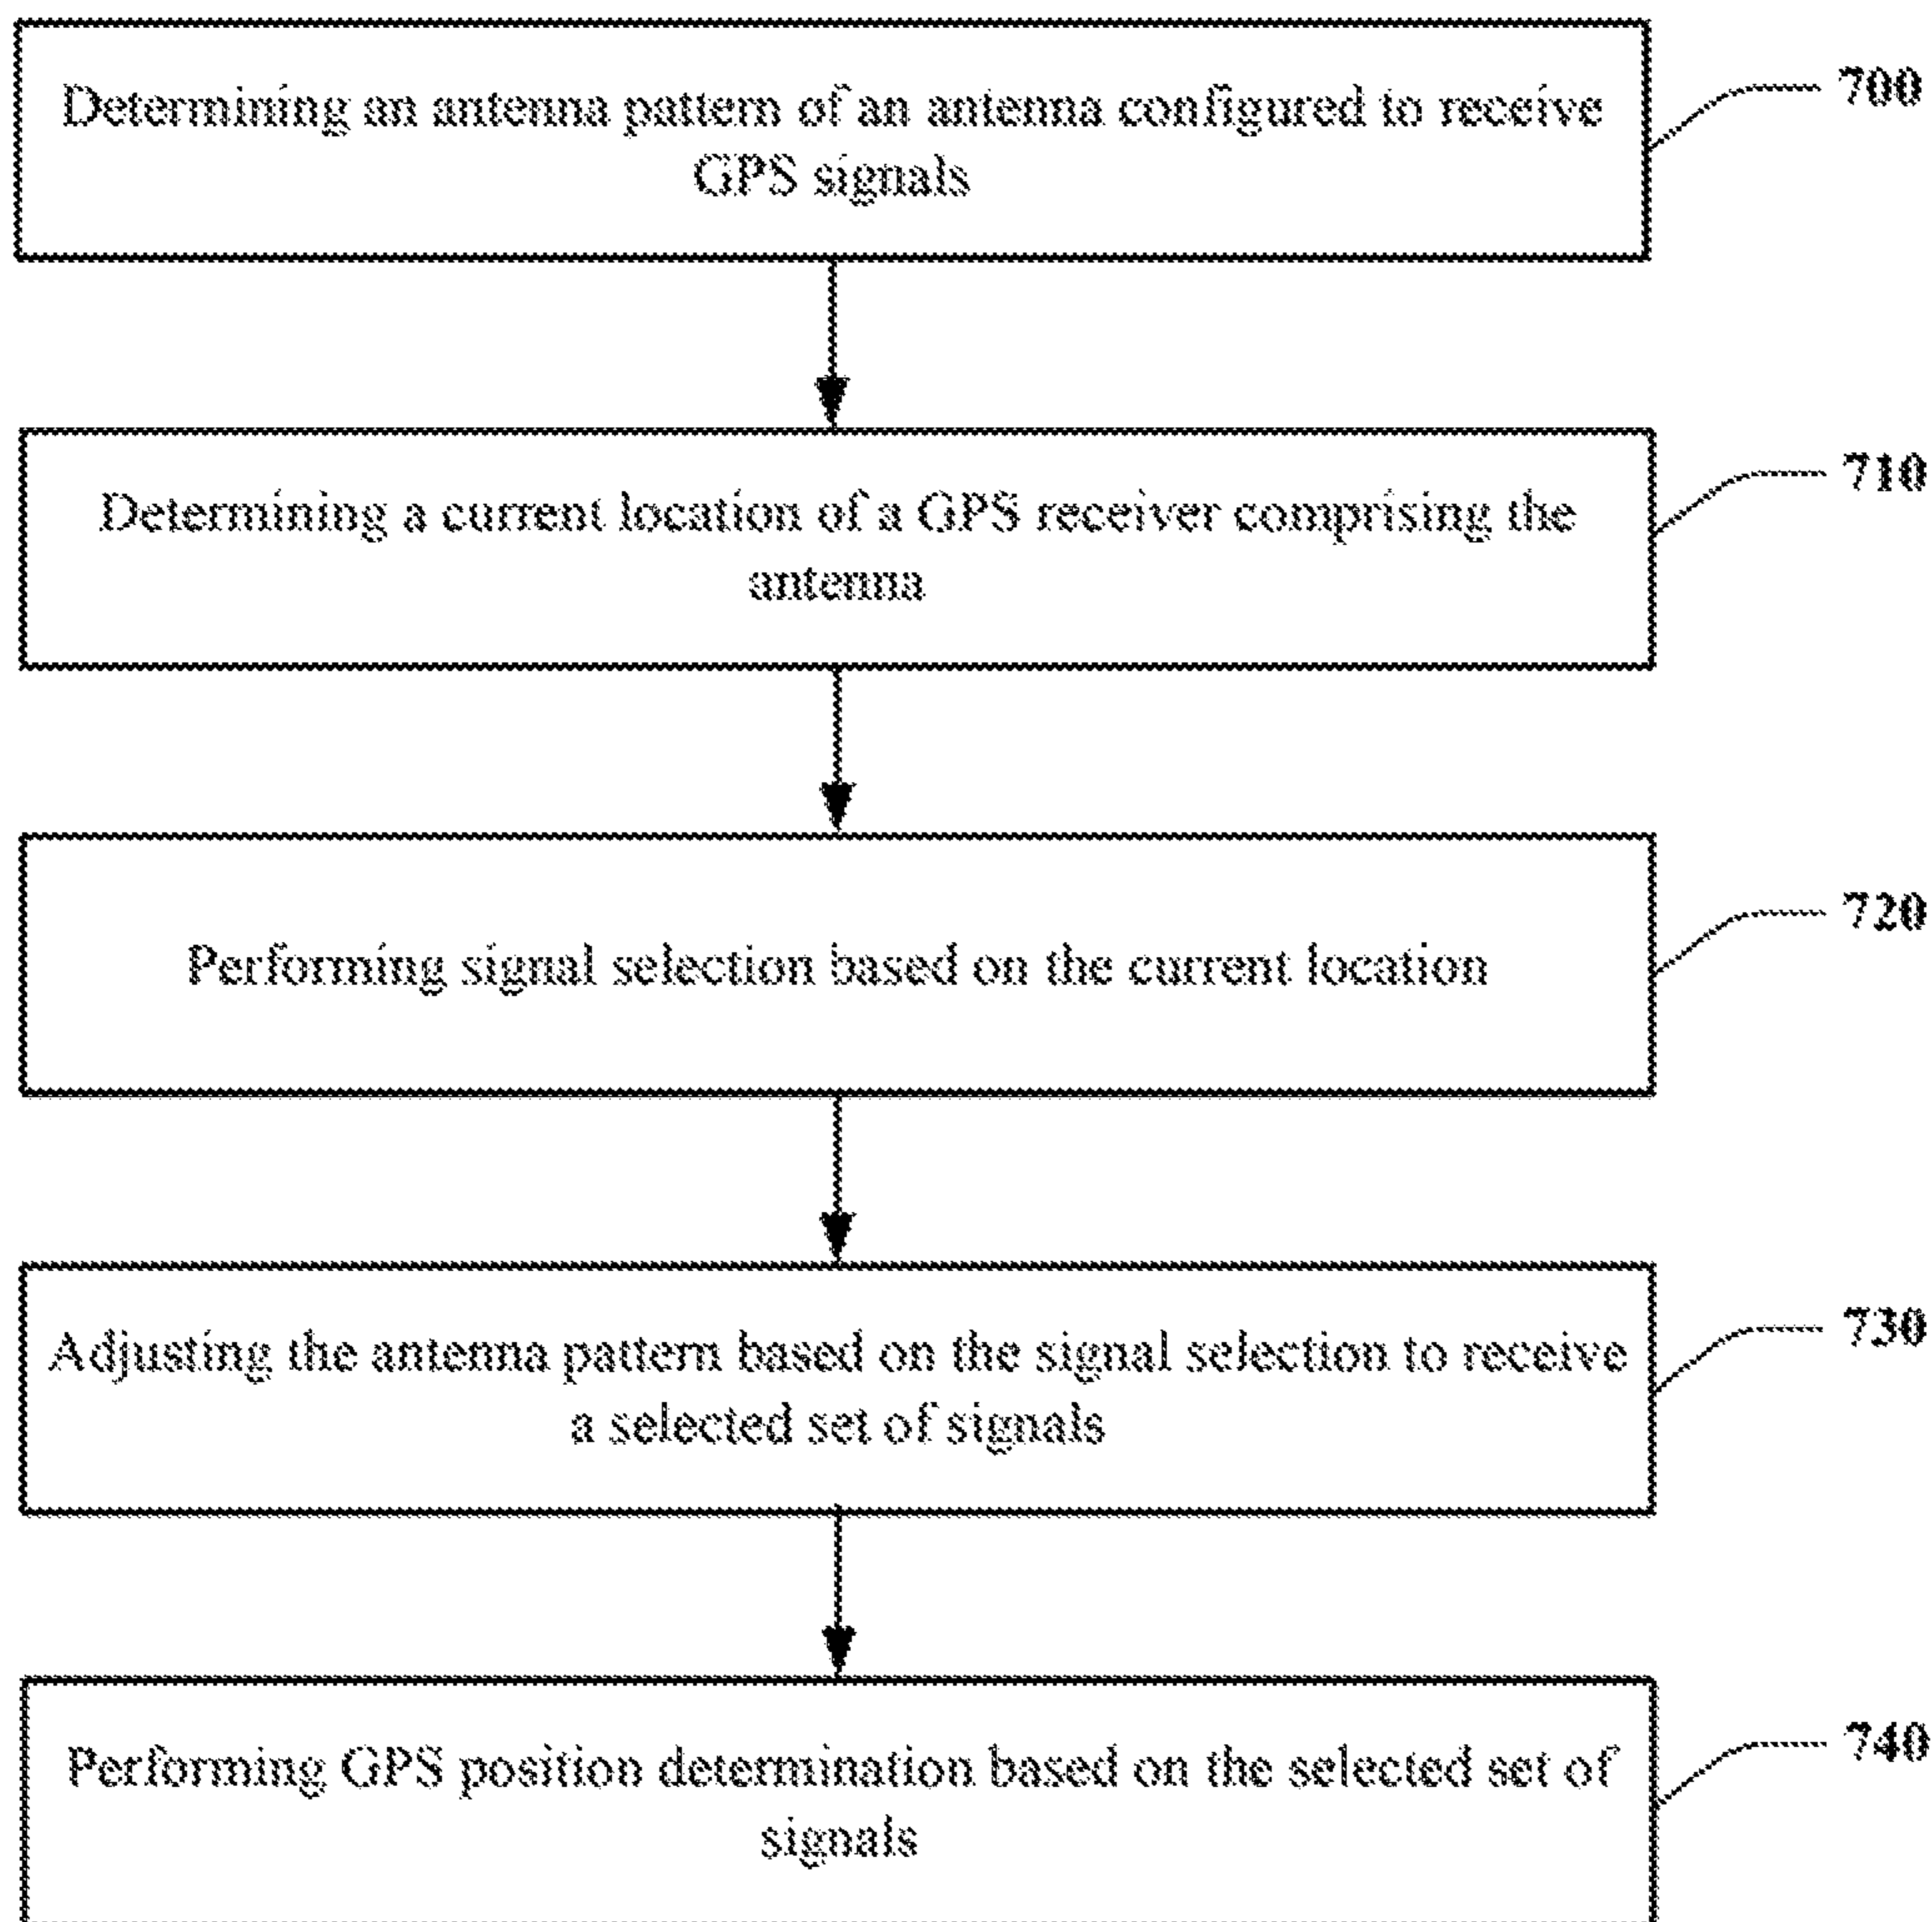 Determining an antenna pattern of an antenna configured to receive
GPS signals
700
Determining a current location of a GPS receiver comprising the
antenna
710
Performing signal selection based on the current location
720
Adjusting the antenna pattern based on the signal selection to receive
a selected set of signals
730
Performing GPS position determination based on the selected set of
signals
740